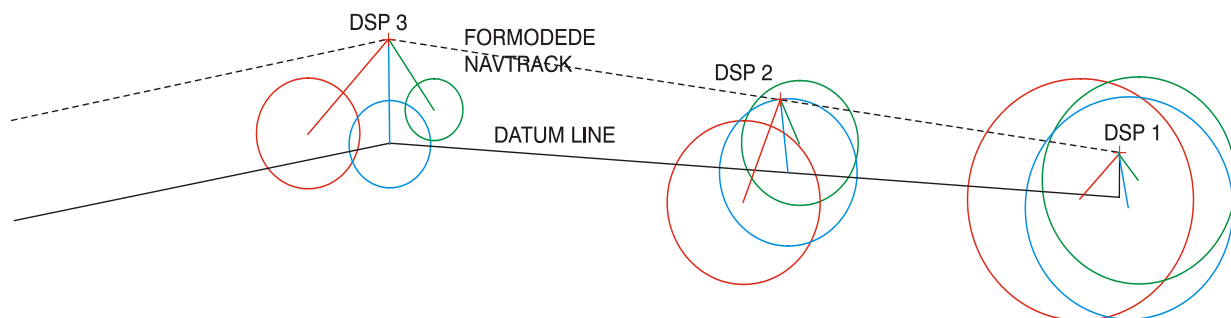 DSP 3
FORMODEDE
NAVTRACK
DSP 2
DSP 1
DATUM LINE